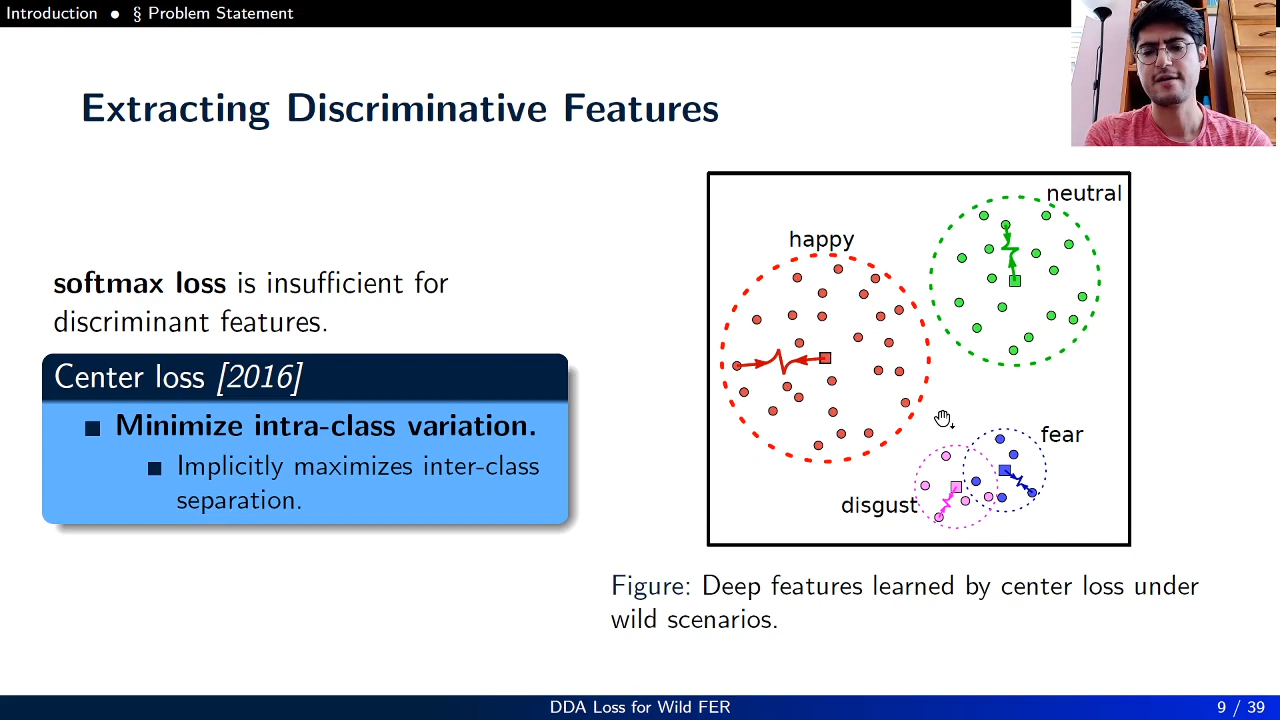 Introduction ● § Problem Statement
Extracting Discriminative Features
softmax loss is insufficient for
discriminant features.
Center loss [2016]
Minimize intra-class variation.
Implicitly maximizes inter-class
separation.
neutral
happy
fear
disgust
Figure: Deep features learned by center loss under
wild scenarios.
DDA Loss for Wild FER
9 / 39